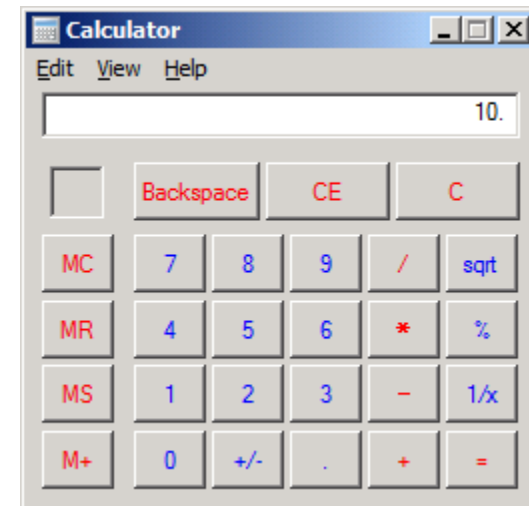 Calculator
Edit View Help
10.
Backspace CE C
MC 7 8 9 / sqrt
MR 4 5 6 * %
MS 1 2 3 - 1/x
M+ 0 +/- . + =